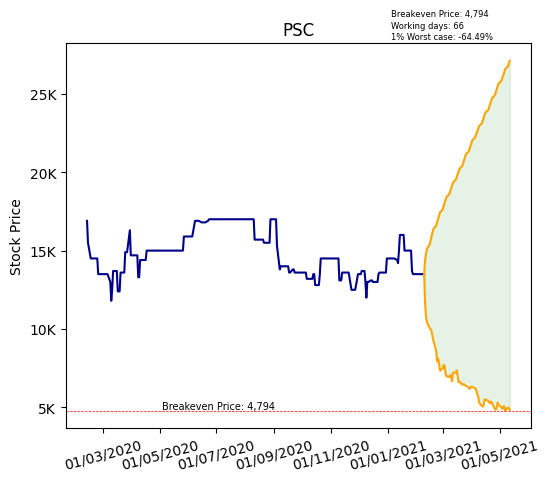 Breakeven Price: 4,794
Working days: 66
1% Worst case: -64.49%
PSC
Stock Price
25K
20K
15K
10K
5K
Breakeven Price: 4,794
01/03/2020
01/05/2020
01/07/2020
01/09/2020
01/11/2020
01/01/2021
01/03/2021
01/05/2021